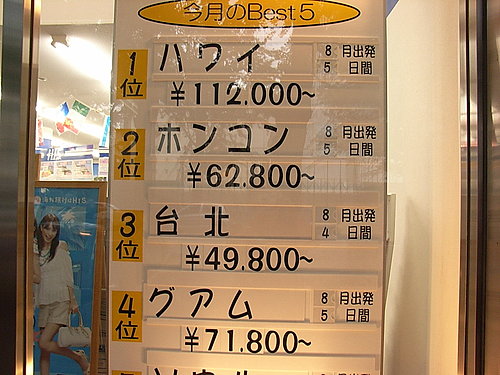 今月のBest5
1位 ハワイ 8月出発 5日間
¥112,000~
2位 ホンコン 8月出発 5日間
¥62,800~
3位 台北 8月出発 4日間
¥49,800~
4位 グアム 8月出発 5日間
¥71,800~